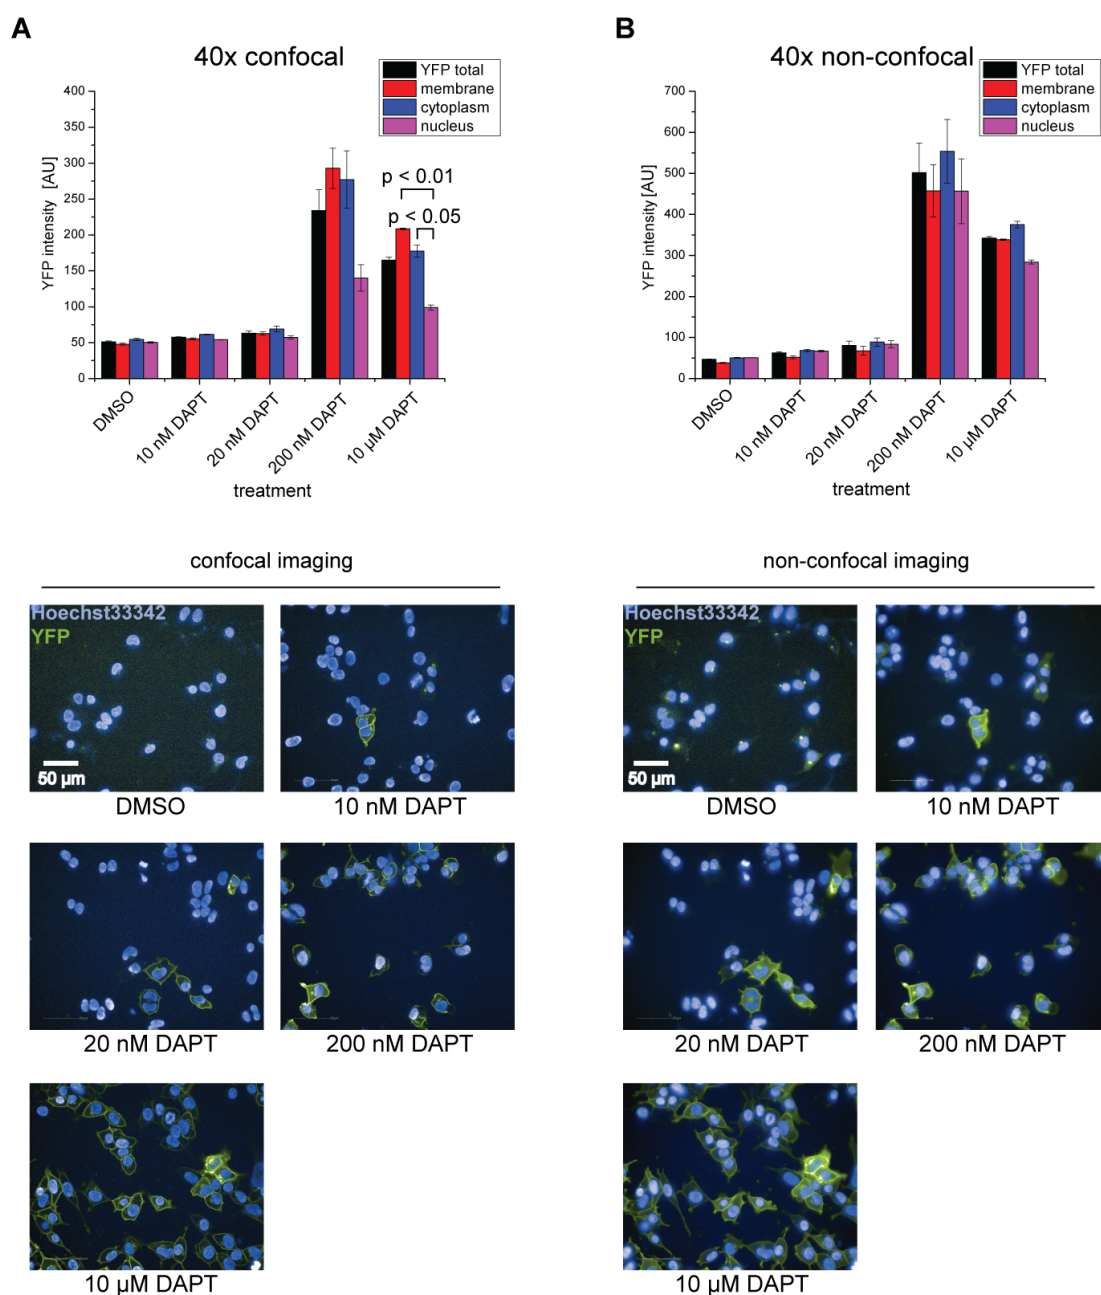 A
40x confocal
YFP total
membrane
cytoplasm
nucleus
400
350
300
250
200
150
100
50
0
YFP intensity [AU]
p < 0.01
p < 0.05
DMSO
10 nM DAPT
20 nM DAPT
200 nM DAPT
10 µM DAPT
treatment
B
40x non-confocal
YFP total
membrane
cytoplasm
nucleus
700
600
500
400
300
200
100
0
YFP intensity [AU]
DMSO
10 nM DAPT
20 nM DAPT
200 nM DAPT
10 µM DAPT
treatment
confocal imaging
Hoechst33342
YFP
50 µm
DMSO
10 nM DAPT
20 nM DAPT
200 nM DAPT
10 µM DAPT
non-confocal imaging
Hoechst33342
YFP
50 µm
DMSO
10 nM DAPT
20 nM DAPT
200 nM DAPT
10 µM DAPT